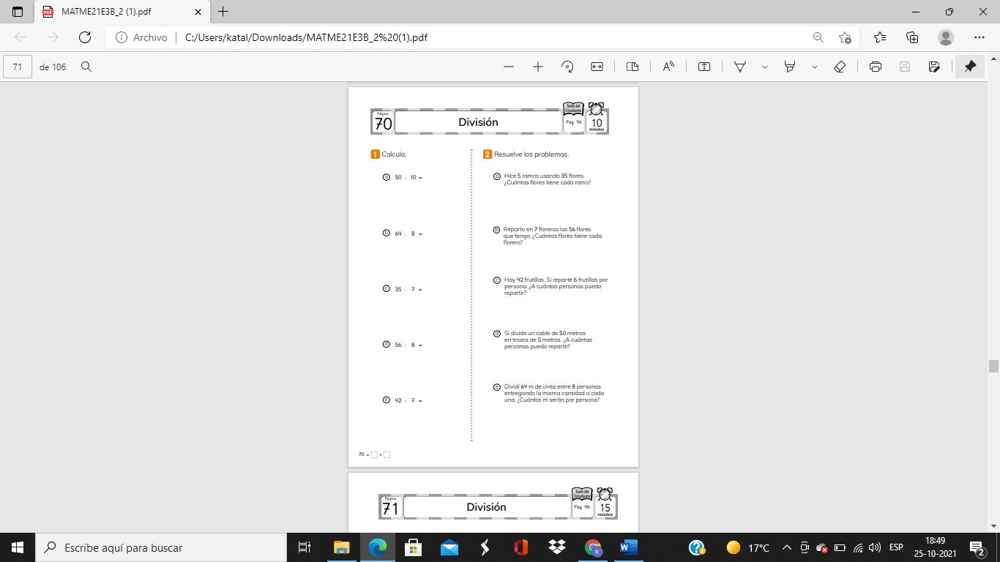 MATME21E3B_2 (1).pdf
Archivo
C:/Users/katal/Downloads/MATME21E3B_2%20(1).pdf
71 de 106
Página
70
División
Texto del
Estudiante
Pág. 96
10
minutos
1 Calcula.
a 50 : 10 =
b 64 : 8 =
c 35 : 7 =
d 56 : 8 =
e 42 : 7 =
2 Resuelve los problemas.
a Hice 5 ramos usando 35 flores.
¿Cuántas flores tiene cada ramo?
b Reparto en 7 floreros las 56 flores
que tengo. ¿Cuántas flores tiene cada
florero?
c Hay 42 frutillas. Si reparte 6 frutillas por
persona. ¿A cuántas personas puedo
repartir?
d Si divide un cable de 50 metros
en trozos de 5 metros. ¿A cuántas
personas puedo repartir?
e Dividí 64 m de cinta entre 8 personas
entregando la misma cantidad a cada
una. ¿Cuántos m serán por persona?
70 = +
Página
71
División
Texto del
Estudiante
Pág. 96
15
minutos
Escribe aquí para buscar
17°C
ESP
18:49
25-10-2021
2